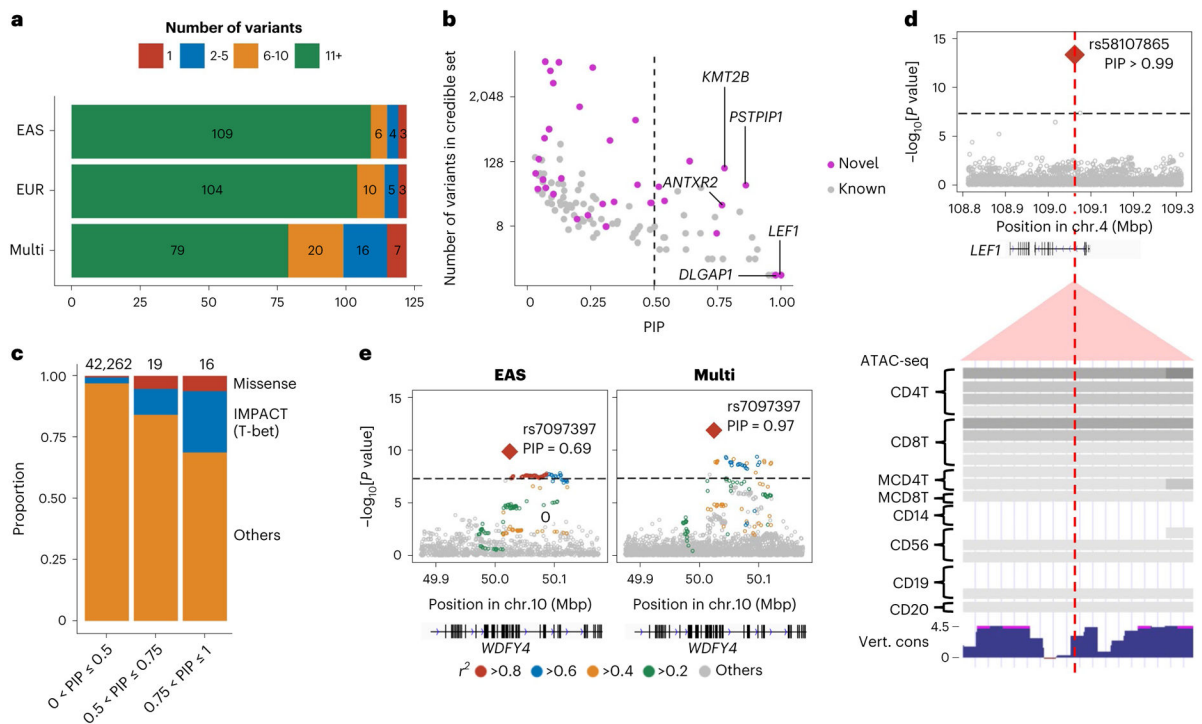 a
Number of variants
1 2-5 6-10 11+
EAS 109 6 4 3
EUR 104 10 5 3
Multi 79 20 16 7
0 25 50 75 100 125
b
Number of variants in credible set
2,048
128
8
KMT2B
PSTPIP1
ANTXR2
LEF1
DLGAP1
Novel
Known
0 0.25 0.50 0.75 1.00
PIP
c
42,262 19 16
Proportion
1.00
0.75
0.50
0.25
0
Missense
IMPACT
(T-bet)
Others
0 < PIP ≤ 0.5
0.5 < PIP ≤ 0.75
0.75 < PIP ≤ 1
d
–log10[P value]
15
10
5
0
rs58107865
PIP > 0.99
108.8 108.9 109.0 109.1 109.2 109.3
Position in chr.4 (Mbp)
LEF1
ATAC-seq
CD4T
CD8T
MCD4T
MCD8T
CD14
CD56
CD19
CD20
4.5
Vert. cons
0
e
EAS Multi
–log10[P value]
15
10
5
0
rs7097397
PIP = 0.69
0
rs7097397
PIP = 0.97
49.9 50.0 50.1 49.9 50.0 50.1
Position in chr.10 (Mbp) Position in chr.10 (Mbp)
WDFY4 WDFY4
r2 >0.8 >0.6 >0.4 >0.2 Others